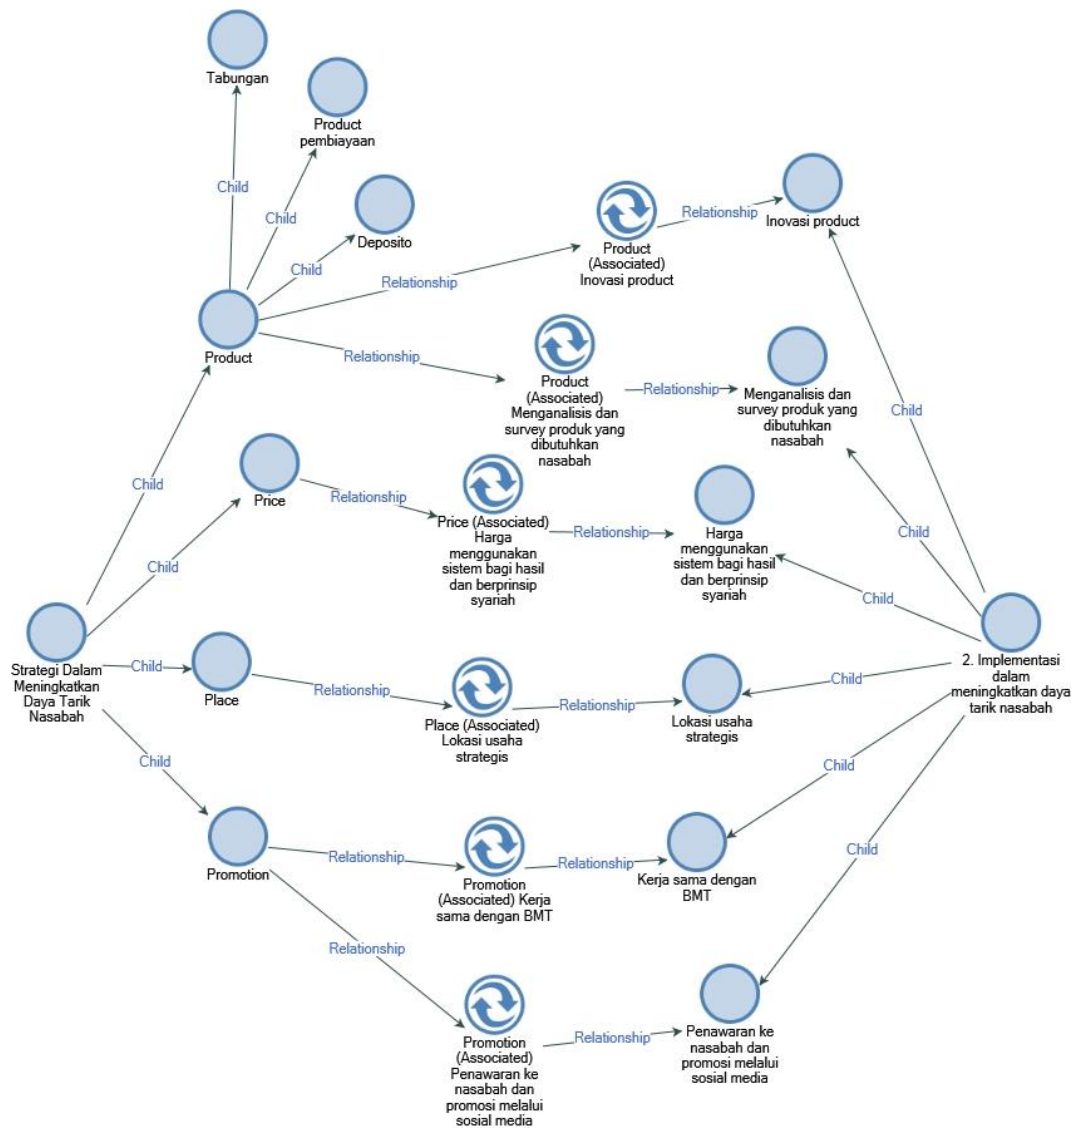 Tabungan
Product
pembiayaan
Child
Child
Deposito
Child
Product
Relationship
Product
(Associated)
Inovasi product
Relationship
Inovasi product
Relationship
Product
(Associated)
Menganalisis dan
survey produk yang
dibutuhkan
nasabah
Relationship
Menganalisis dan
survey produk yang
dibutuhkan
nasabah
Child
Child
Child
Price
Relationship
Price (Associated)
Harga
menggunakan
sistem bagi hasil
dan berprinsip
syariah
Relationship
Harga
menggunakan
sistem bagi hasil
dan berprinsip
syariah
Child
Child
Strategi Dalam
Meningkatkan
Daya Tarik
Nasabah
Child
Place
Relationship
Place (Associated)
Lokasi usaha
strategis
Relationship
Lokasi usaha
strategis
Child
2. Implementasi
dalam
meningkatkan daya
tarik nasabah
Child
Promotion
Relationship
Promotion
(Associated) Kerja
sama dengan BMT
Relationship
Kerja sama dengan
BMT
Child
Relationship
Promotion
(Associated)
Penawaran ke
nasabah dan
promosi melalui
sosial media
Relationship
Penawaran ke
nasabah dan
promosi melalui
sosial media
Child